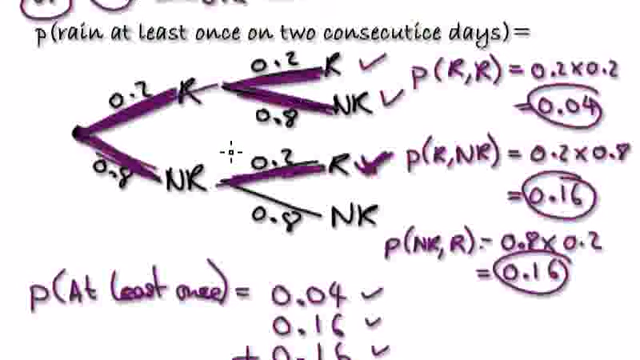 p(rain at least once on two consecutice days)=
0.2 R 0.2 R ✓ p(R,R) = 0.2×0.2
0.8 NR ✓ = 0.04
0.8 NR 0.2 R ✓ p(R,NR) = 0.2×0.8
0.8 NR = 0.16
p(NR,R) = 0.8×0.2
= 0.16
p(At least once) = 0.04 ✓
0.16 ✓
+ 0.16 ✓